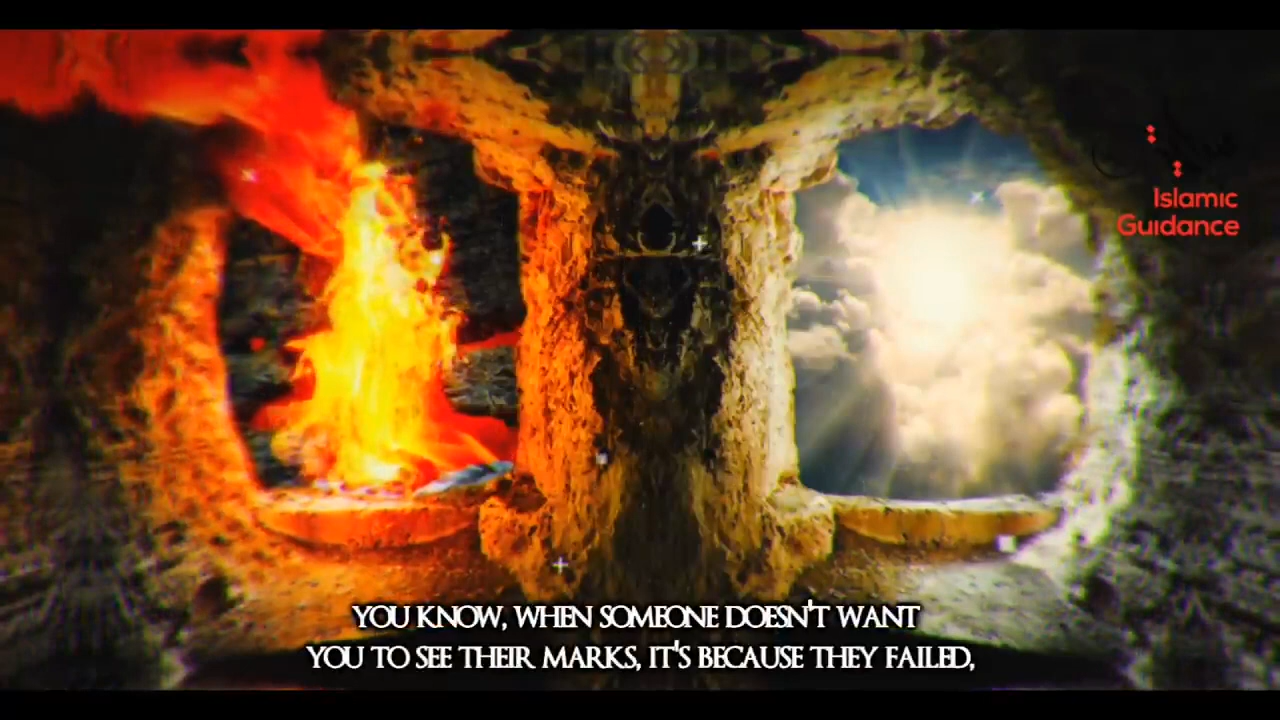 Islamic
Guidance
YOU KNOW, WHEN SOMEONE DOESN'T WANT
YOU TO SEE THEIR MARKS, IT'S BECAUSE THEY FAILED,